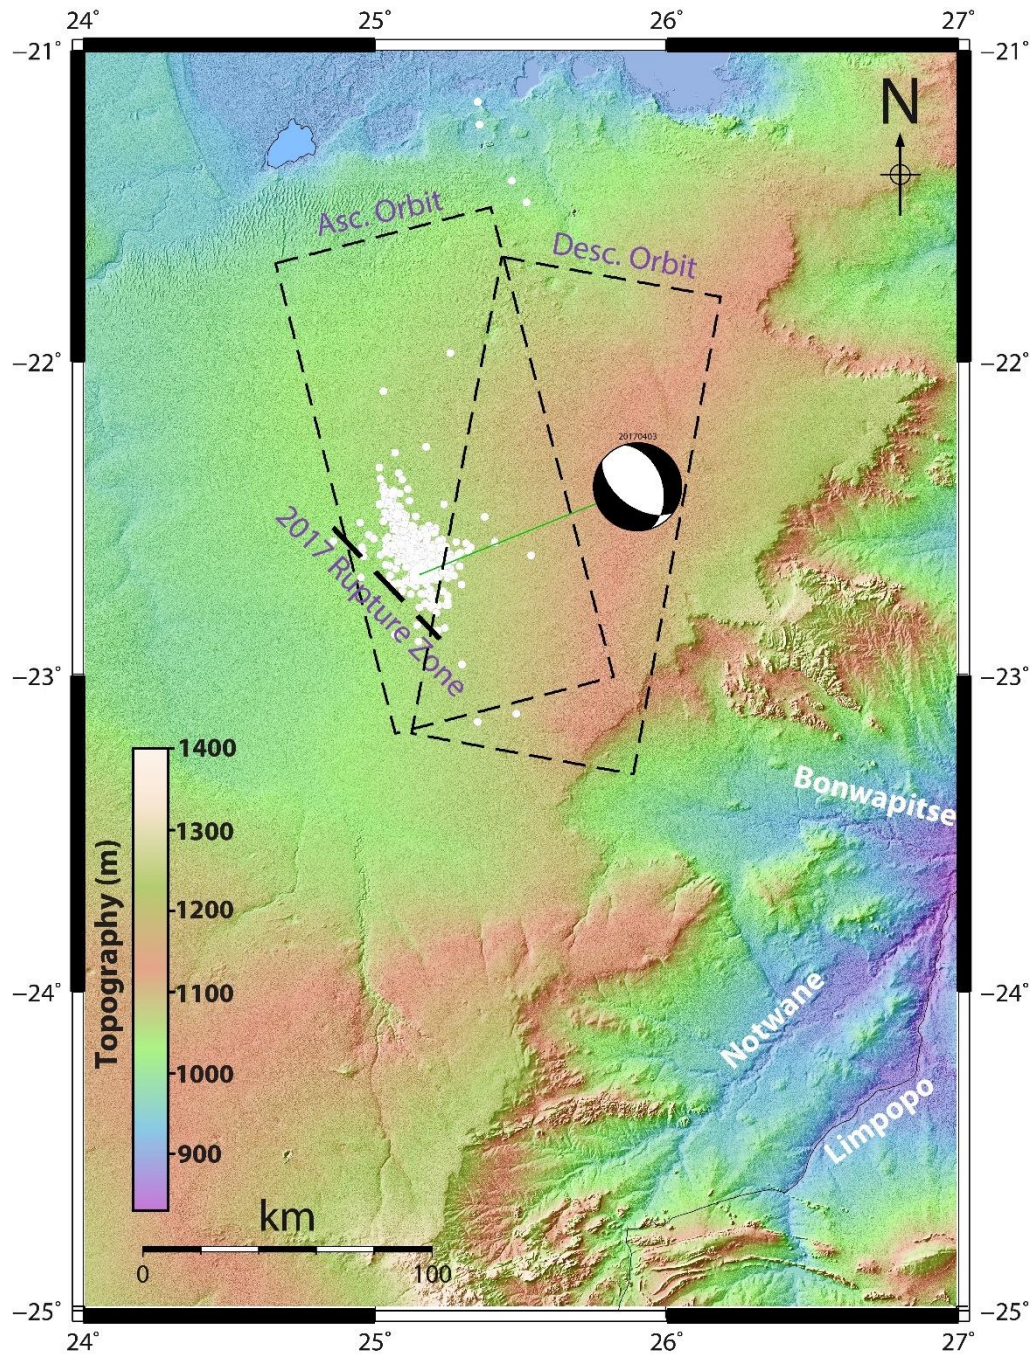 24° 25° 26° 27°
−21° −21°
N
Asc. Orbit
Desc. Orbit
−22° −22°
20170403
2017 Rupture Zone
−23° −23°
1400
1300
1200
1100
1000
900
Topography (m)
Bonwapitse
−24° −24°
Notwane
Limpopo
km
0 100
−25° −25°
24° 25° 26° 27°